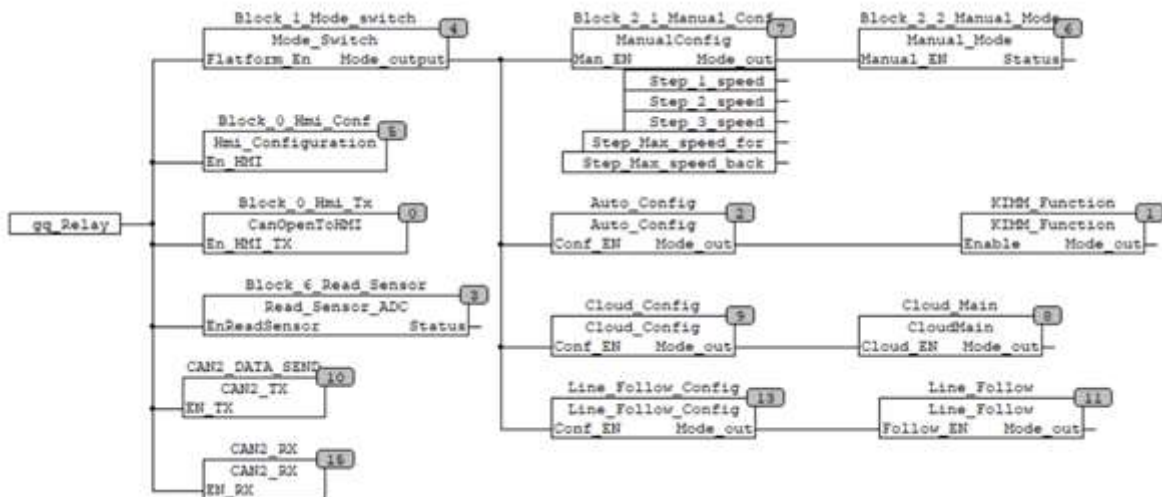 Block_1_Mode_switch
4
Mode_Switch
Flatform_En Mode_output
Block_2_1_Manual_Conf
7
ManualConfig
Man_EN Mode_out
Step_1_speed
Step_2_speed
Step_3_speed
Step_Max_speed_for
Step_Max_speed_back
Block_2_2_Manual_Mode
6
Manual_Mode
Manual_EN Status
Block_0_Hmi_Conf
5
Hmi_Configuration
En_HMI
gq_Relay
Block_0_Hmi_Tx
0
CanOpenToHMI
En_HMI_TX
Auto_Config
2
Auto_Config
Conf_EN Mode_out
KIMM_Function
1
KIMM_Function
Enable Mode_out
Block_6_Read_Sensor
3
Read_Sensor_ADC
EnReadSensor Status
Cloud_Config
9
Cloud_Config
Conf_EN Mode_out
Cloud_Main
8
CloudMain
Cloud_EN Mode_out
CAN2_DATA_SEND
10
CAN2_TX
EN_TX
Line_Follow_Config
13
Line_Follow_Config
Conf_EN Mode_out
Line_Follow
11
Line_Follow
Follow_EN Mode_out
CAN2_RX
CAN2_RX
EN_RX